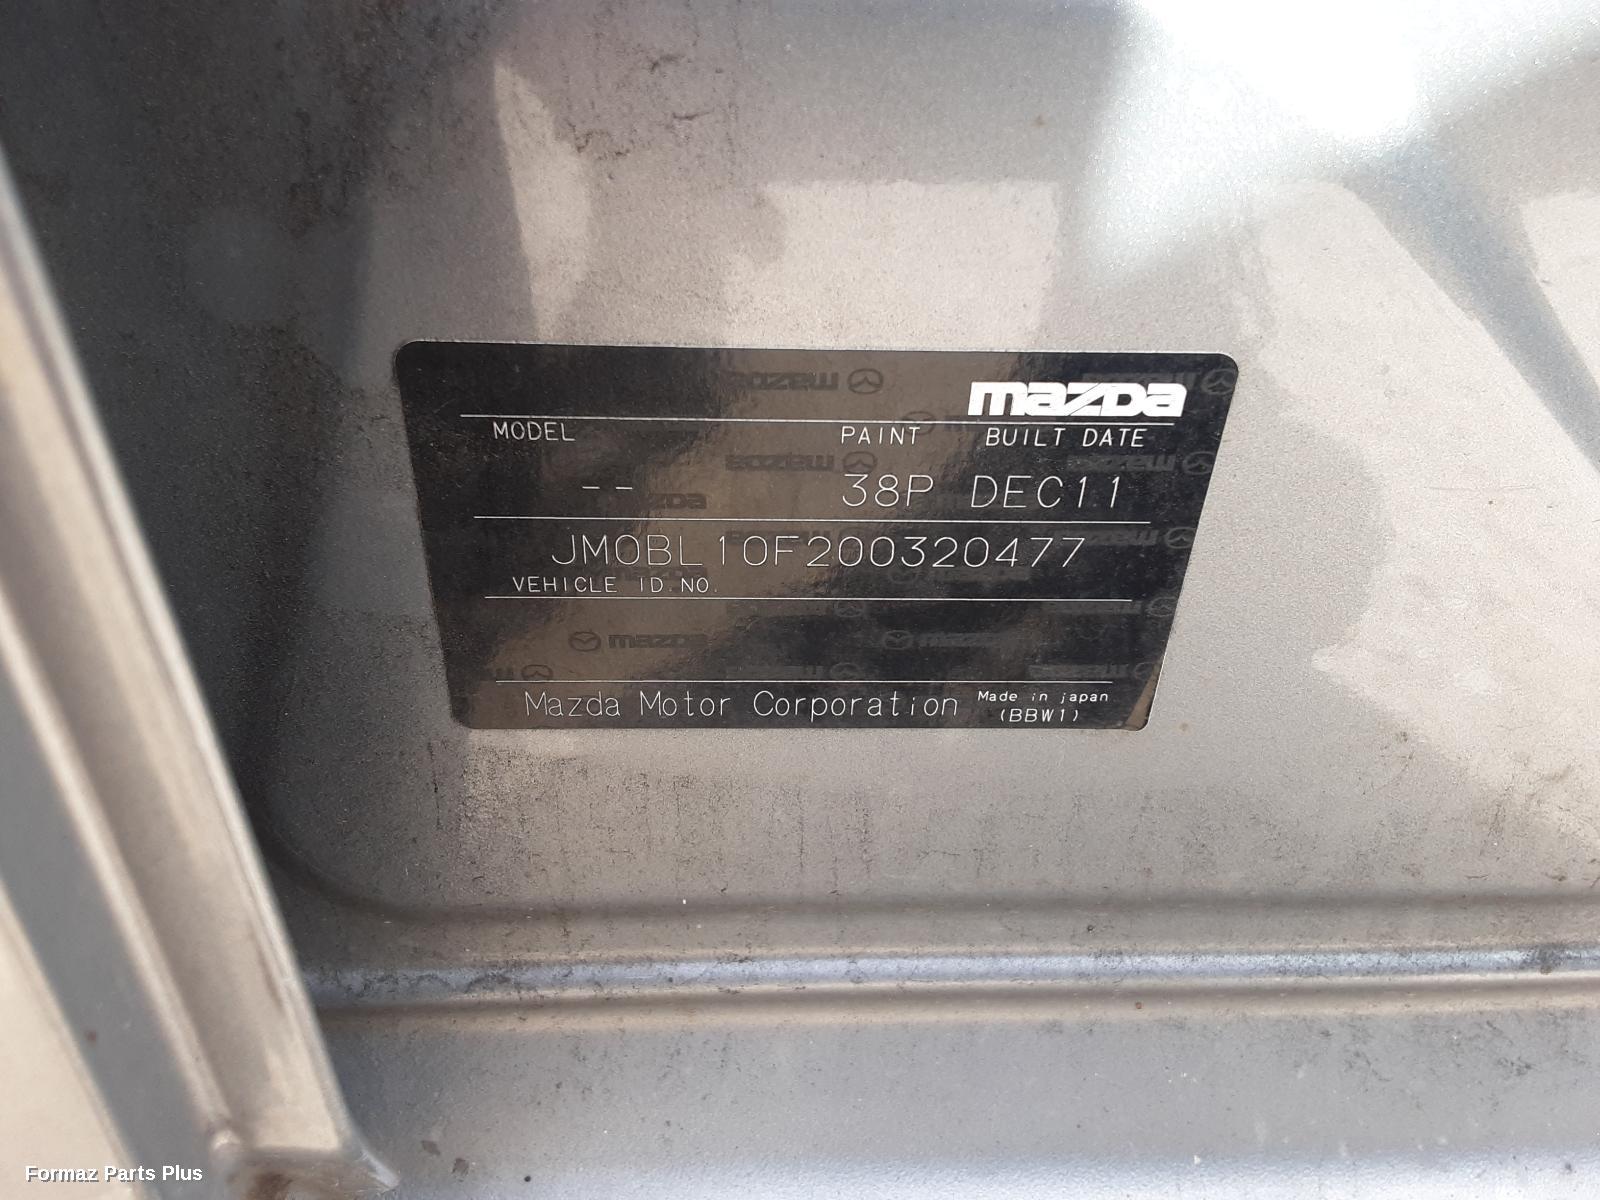 mazda
MODEL PAINT BUILT DATE
-- 38P DEC11
JM0BL10F200320477
VEHICLE ID.NO.
Mazda Motor Corporation Made in japan
(BBW1)
Formaz Parts Plus